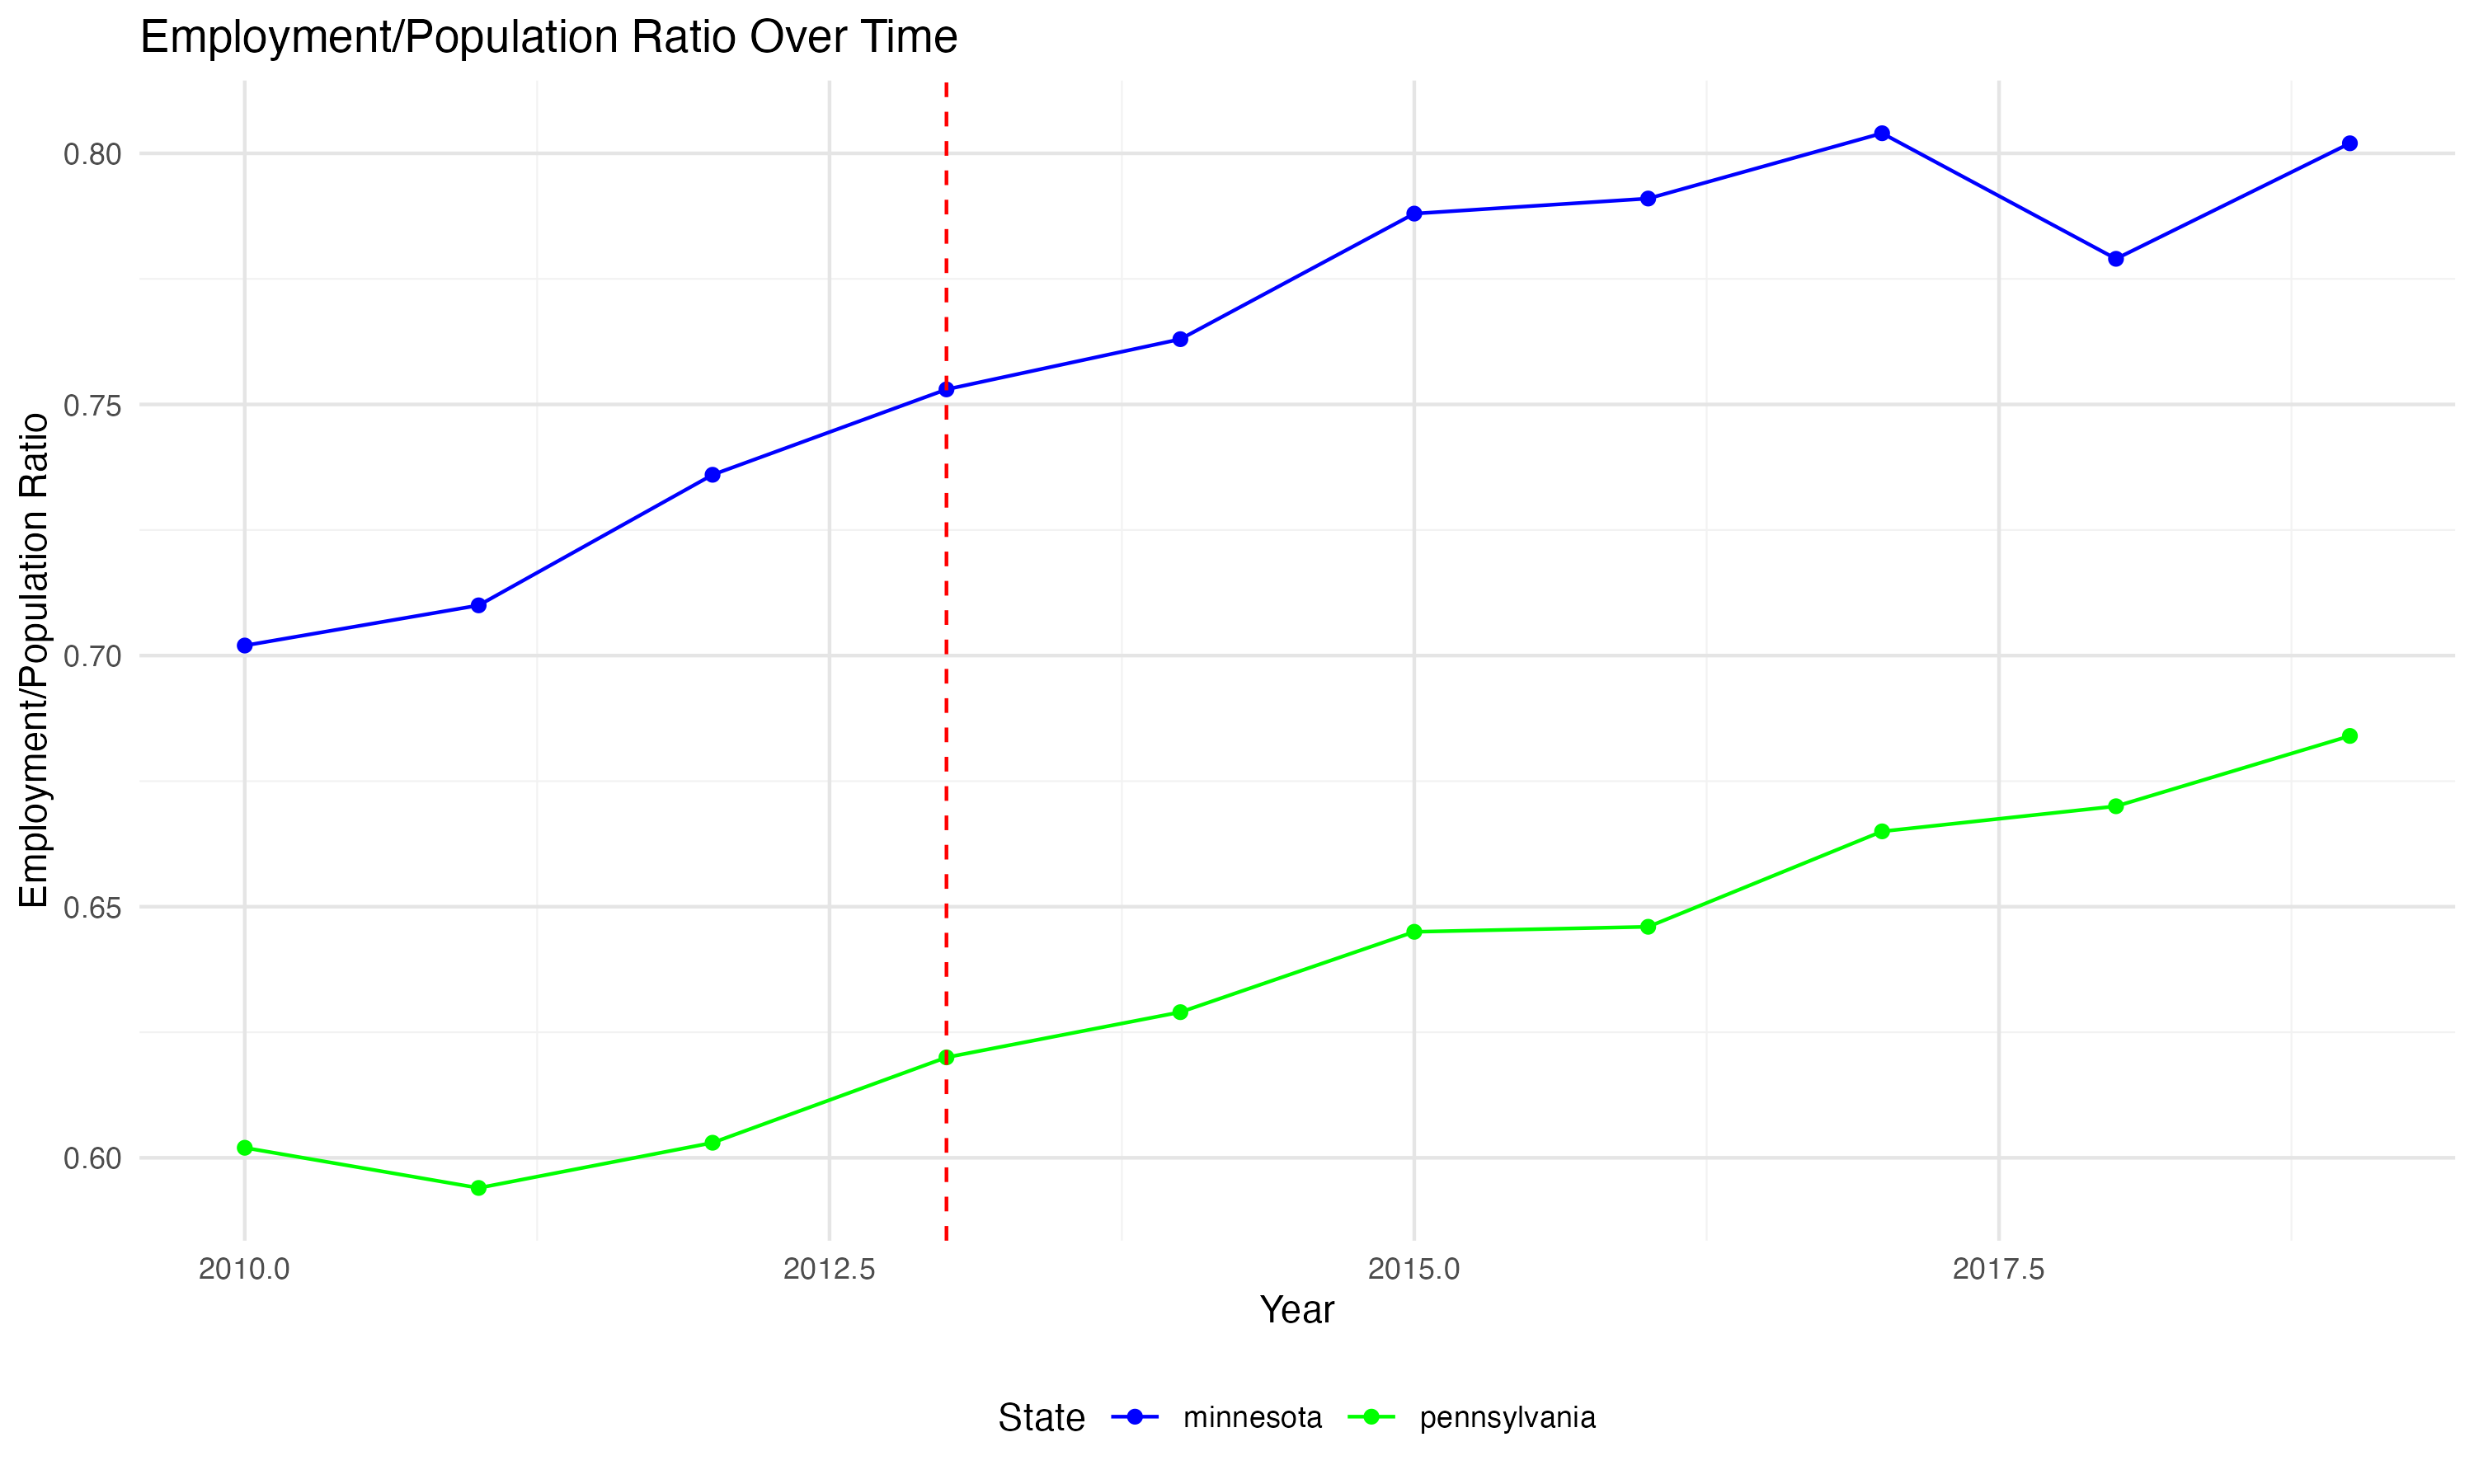 Employment/Population Ratio Over Time
Employment/Population Ratio
0.80
0.75
0.70
0.65
0.60
2010.0 2012.5 2015.0 2017.5
Year
State minnesota pennsylvania